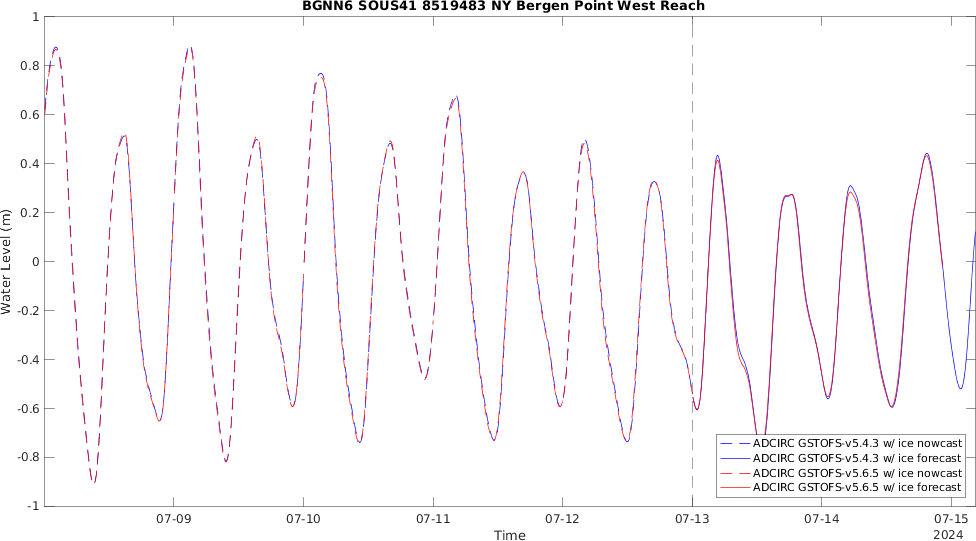 BGNN6 SOUS41 8519483 NY Bergen Point West Reach
1
0.8
0.6
0.4
0.2
0
-0.2
-0.4
-0.6
-0.8
-1
Water Level (m)
07-09
07-10
07-11
07-12
07-13
07-14
07-15
Time
2024
ADCIRC GSTOFS-v5.4.3 w/ ice nowcast
ADCIRC GSTOFS-v5.4.3 w/ ice forecast
ADCIRC GSTOFS-v5.6.5 w/ ice nowcast
ADCIRC GSTOFS-v5.6.5 w/ ice forecast